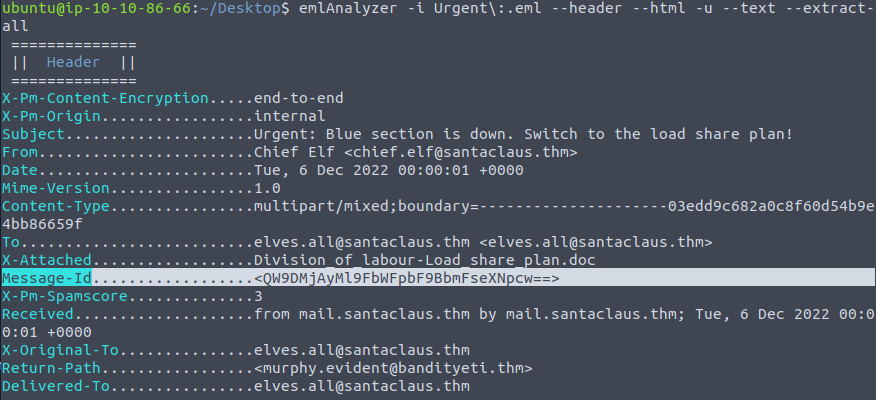 ubuntu@ip-10-10-86-66:~/Desktop$ emlAnalyzer -i Urgent\:.eml --header --html -u --text --extract-
all
==============
||  Header  ||
==============
X-Pm-Content-Encryption.....end-to-end
X-Pm-Origin.................internal
Subject.....................Urgent: Blue section is down. Switch to the load share plan!
From........................Chief Elf <chief.elf@santaclaus.thm>
Date........................Tue, 6 Dec 2022 00:00:01 +0000
Mime-Version................1.0
Content-Type................multipart/mixed;boundary=---------------------03edd9c682a0c8f60d54b9e
4bb86659f
To..........................elves.all@santaclaus.thm <elves.all@santaclaus.thm>
X-Attached..................Division_of_labour-Load_share_plan.doc
Message-Id..................<QW9DMjAyMl9FbWFpbF9BbmFseXNpcw==>
X-Pm-Spamscore..............3
Received....................from mail.santaclaus.thm by mail.santaclaus.thm; Tue, 6 Dec 2022 00:0
0:01 +0000
X-Original-To...............elves.all@santaclaus.thm
Return-Path.................<murphy.evident@bandityeti.thm>
Delivered-To................elves.all@santaclaus.thm